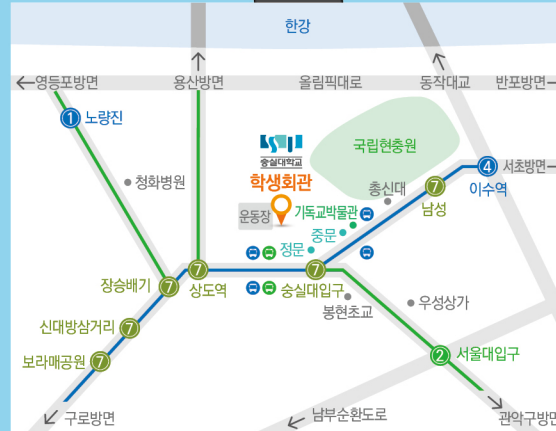 한강
영등포방면
용산방면
올림픽대로
동작대교
반포방면
1
노량진
숭실대학교
학생회관
국립현충원
4
서초방면
이수역
청화병원
총신대
7
남성
운동장
기독교박물관
중문
정문
장승배기
7
7
상도역
7
숭실대입구
봉현초교
우성상가
신대방삼거리
7
보라매공원
7
2
서울대입구
구로방면
남부순환도로
관악구방면